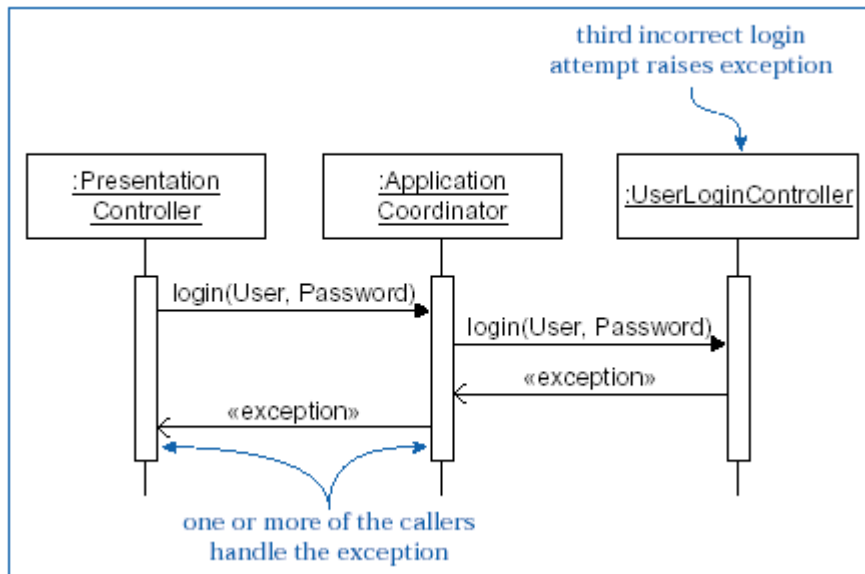 third incorrect login
attempt raises exception
:Presentation
Controller
:Application
Coordinator
:UserLoginController
login(User, Password)
login(User, Password)
«exception»
«exception»
one or more of the callers
handle the exception